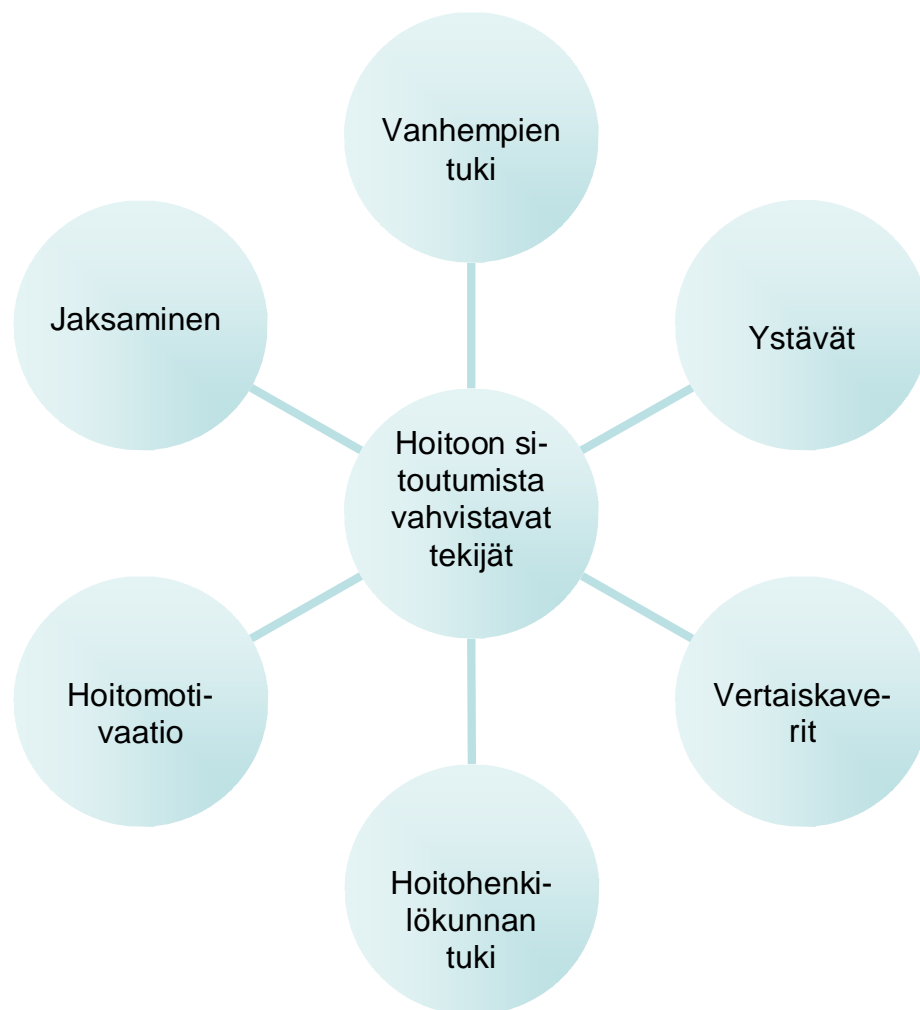 Vanhempien
tuki
Jaksaminen
Ystävät
Hoitoon si-
toutumista
vahvistavat
tekijät
Hoitomoti-
vaatio
Vertaiskave-
rit
Hoitohenki-
lökunnan
tuki